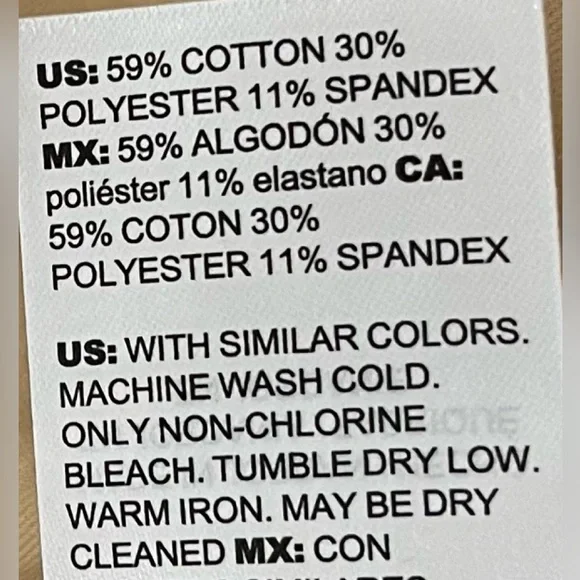 US: 59% COTTON 30%
POLYESTER 11% SPANDEX
MX: 59% ALGODÓN 30%
poliéster 11% elastano CA:
59% COTON 30%
POLYESTER 11% SPANDEX
US: WITH SIMILAR COLORS.
MACHINE WASH COLD.
ONLY NON-CHLORINE
BLEACH. TUMBLE DRY LOW.
WARM IRON. MAY BE DRY
CLEANED MX: CON